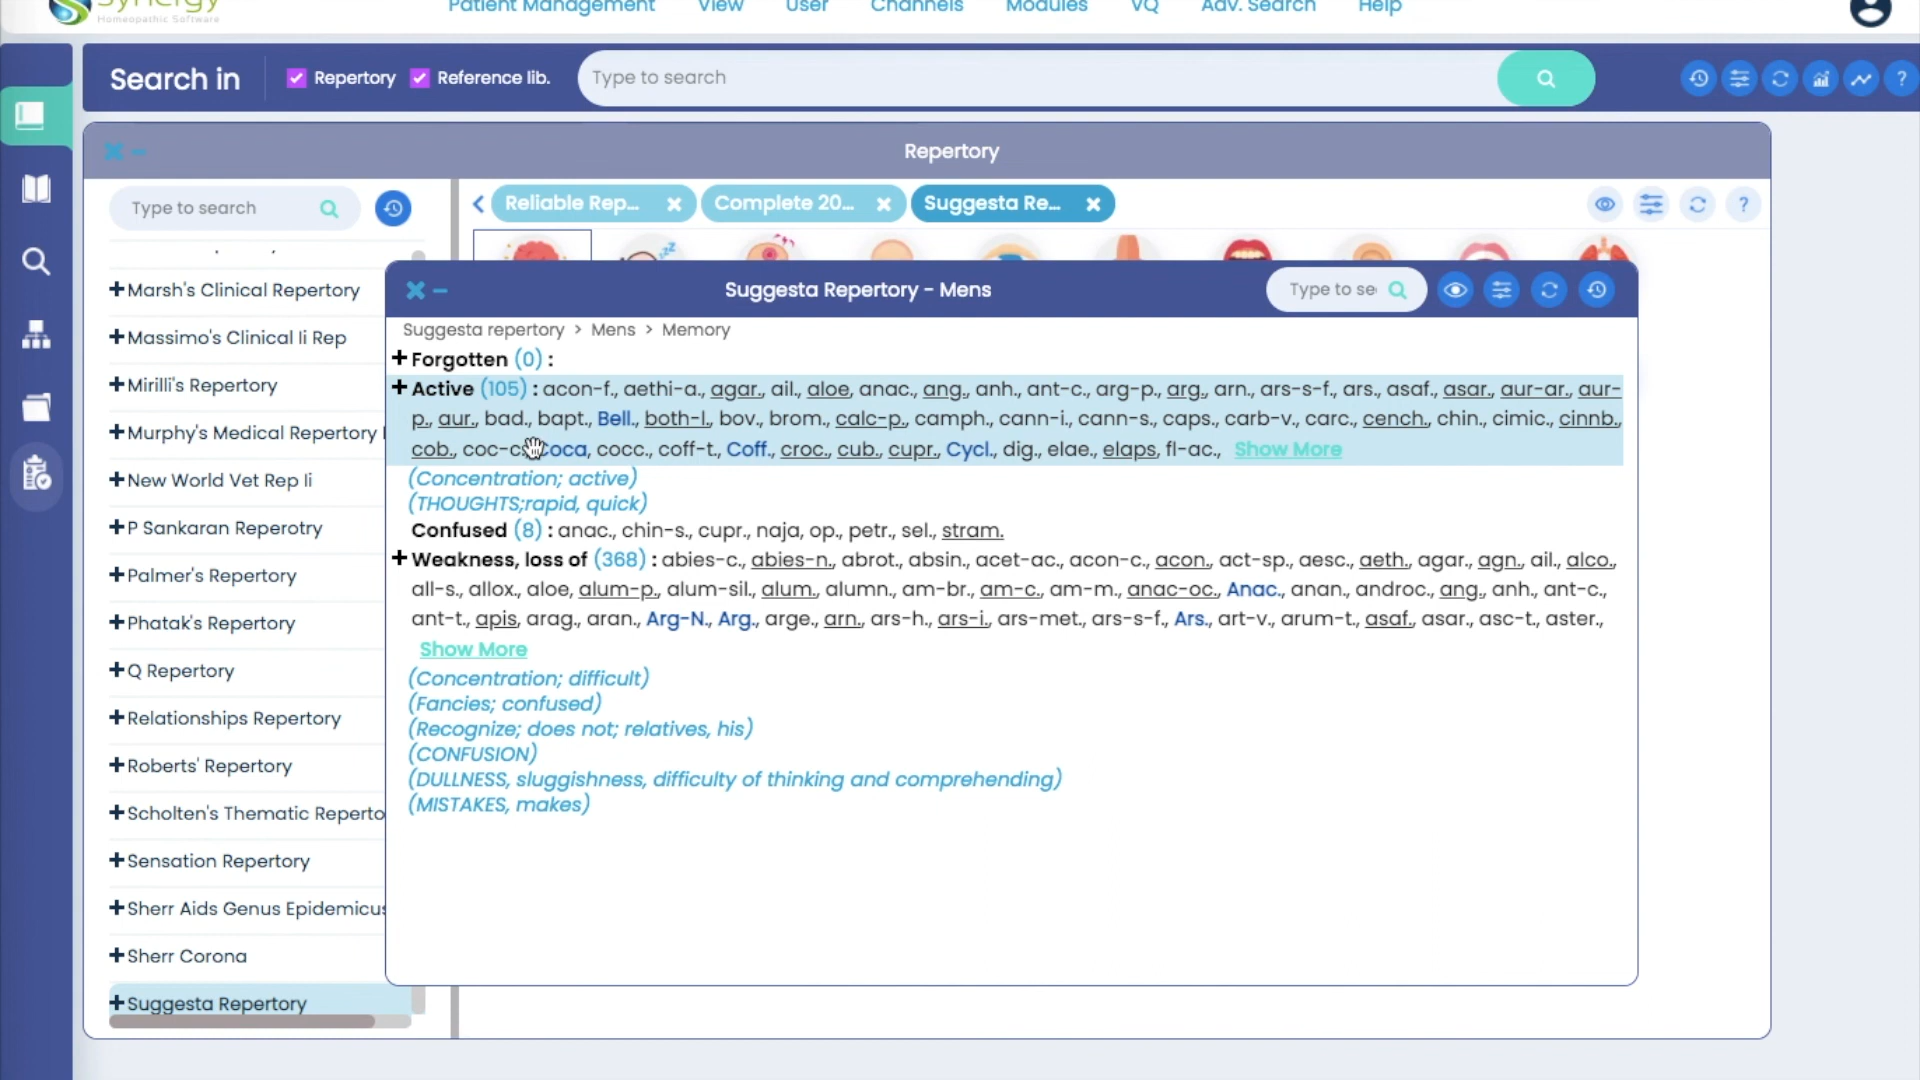 Synergy
Homeopathic Software
Patient Management View User Channels Modules VQ Adv. Search Help
Search in Repertory Reference lib. Type to search
?
Repertory
Type to search
Reliable Rep... Complete 20... Suggesta Re...
?
Marsh's Clinical Repertory
Massimo's Clinical Ii Rep
Mirilli's Repertory
Murphy's Medical Repertory
New World Vet Rep Ii
P Sankaran Reperotry
Palmer's Repertory
Phatak's Repertory
Q Repertory
Relationships Repertory
Roberts' Repertory
Scholten's Thematic Reperto
Sensation Repertory
Sherr Aids Genus Epidemicus
Sherr Corona
Suggesta Repertory
Suggesta Repertory - Mens
Type to se
Suggesta repertory > Mens > Memory
Forgotten (0) :
Active (105) : acon-f., aethi-a., agar., ail., aloe, anac., ang., anh., ant-c., arg-p., arg., arn., ars-s-f., ars., asaf., asar., aur-ar., aur-
p., aur., bad., bapt., Bell., both-l., bov., brom., calc-p., camph., cann-i., cann-s., caps., carb-v., carc., cench., chin., cimic., cinnb.,
cob., coc-c., Coca, cocc., coff-t., Coff., croc., cub., cupr., Cycl., dig., elae., elaps, fl-ac., Show More
(Concentration; active)
(THOUGHTS;rapid, quick)
Confused (8) : anac., chin-s., cupr., naja, op., petr., sel., stram.
Weakness, loss of (368) : abies-c., abies-n., abrot., absin., acet-ac., acon-c., acon., act-sp., aesc., aeth., agar., agn., ail., alco.,
all-s., allox., aloe, alum-p., alum-sil., alum., alumn., am-br., am-c., am-m., anac-oc., Anac., anan., androc., ang., anh., ant-c.,
ant-t., apis, arag., aran., Arg-N., Arg., arge., arn., ars-h., ars-i., ars-met., ars-s-f., Ars., art-v., arum-t., asaf., asar., asc-t., aster.,
Show More
(Concentration; difficult)
(Fancies; confused)
(Recognize; does not; relatives, his)
(CONFUSION)
(DULLNESS, sluggishness, difficulty of thinking and comprehending)
(MISTAKES, makes)